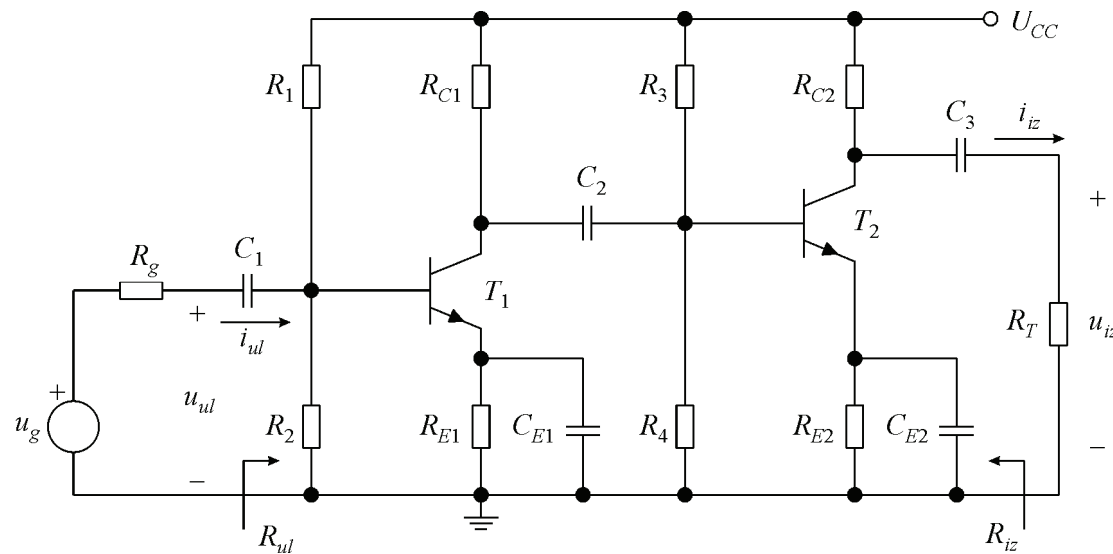 U_CC
R_1
R_C1
R_3
R_C2
C_3
i_iz
C_2
+
T_2
R_g
C_1
T_1
+
i_ul
R_T
u_iz
+
u_g
u_ul
R_2
R_E1
C_E1
R_4
R_E2
C_E2
−
−
R_ul
R_iz